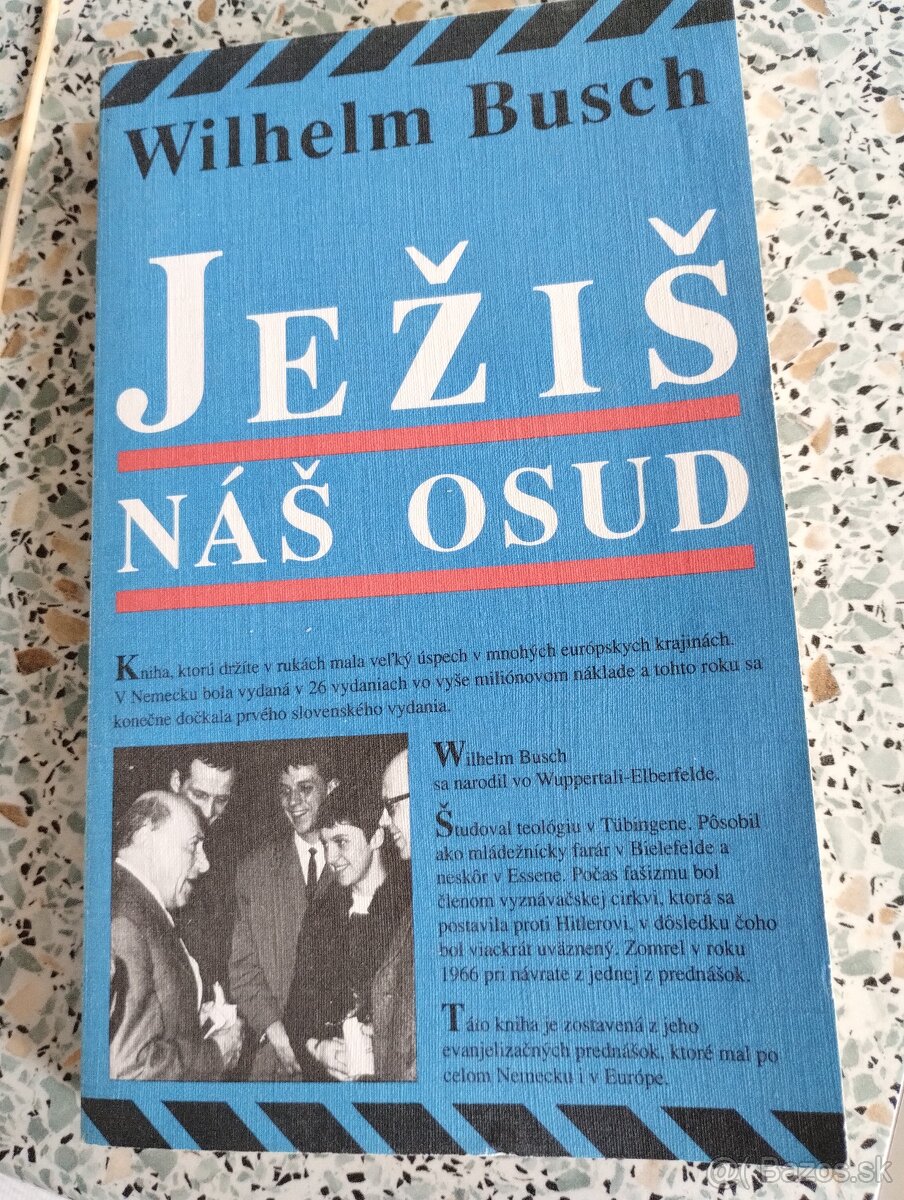 Wilhelm Busch
JEŽIŠ
NÁŠ OSUD
Kniha, ktorú držíte v rukách mala veľký úspech v mnohých európskych krajinách.
V Nemecku bola vydaná v 26 vydaniach vo vyše miliónovom náklade a tohto roku sa
konečne dočkala prvého slovenského vydania.
Wilhelm Busch
sa narodil vo Wuppertali-Elberfelde.
Študoval teológiu v Tübingene. Pôsobil
ako mládežnícky farár v Bielefelde a
neskôr v Essene. Počas fašizmu bol
členom vyznávačskej cirkvi, ktorá sa
postavila proti Hitlerovi, v dôsledku čoho
bol viackrát uväznený. Zomrel v roku
1966 pri návrate z jednej z prednášok.
Táto kniha je zostavená z jeho
evanjelizačných prednášok, ktoré mal po
celom Nemecku i v Európe.
Bazos.sk